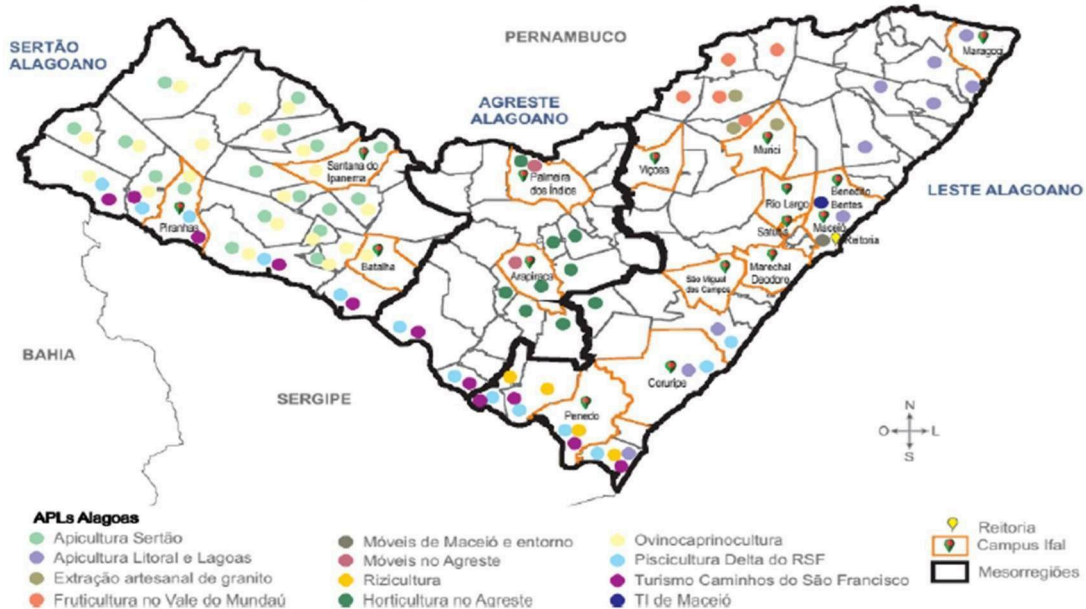 PERNAMBUCO
SERTÃO
ALAGOANO
Maragogi
AGRESTE
ALAGOANO
Murici
Viçosa
Santana do
Ipanema
Palmeira
dos Índios
LESTE ALAGOANO
Benedito
Bentes
Rio Largo
Piranhas
Satuba
Maceió
Reitoria
Batalha
Arapiraca
Marechal
Deodoro
São Miguel
dos Campos
BAHIA
SERGIPE
Coruripe
Penedo
N
O
L
S
APLs Alagoas
Apicultura Sertão
Apicultura Litoral e Lagoas
Extração artesanal de granito
Fruticultura no Vale do Mundaú
Móveis de Maceió e entorno
Móveis no Agreste
Rizicultura
Horticultura no Agreste
Ovinocaprinocultura
Piscicultura Delta do RSF
Turismo Caminhos do São Francisco
TI de Maceió
Reitoria
Campus Ifal
Mesorregiões